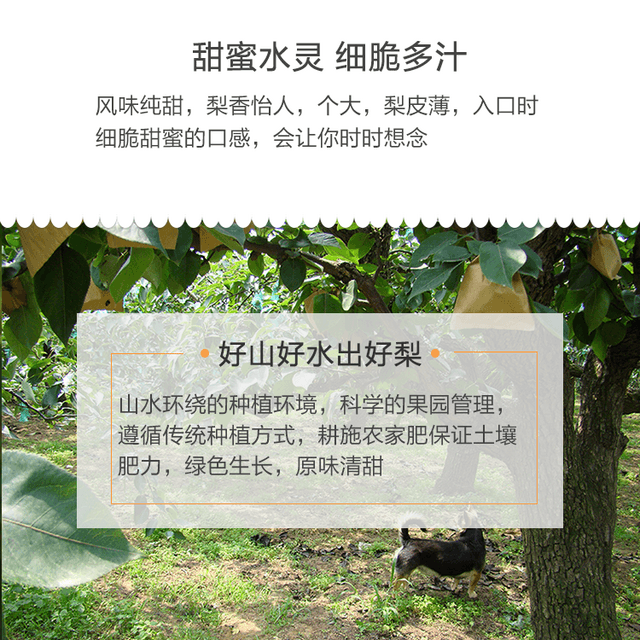 甜蜜水灵 细脆多汁
风味纯甜，梨香怡人，个大，梨皮薄，入口时
细脆甜蜜的口感，会让你时时想念
好山好水出好梨
山水环绕的种植环境，科学的果园管理，
遵循传统种植方式，耕施农家肥保证土壤
肥力，绿色生长，原味清甜